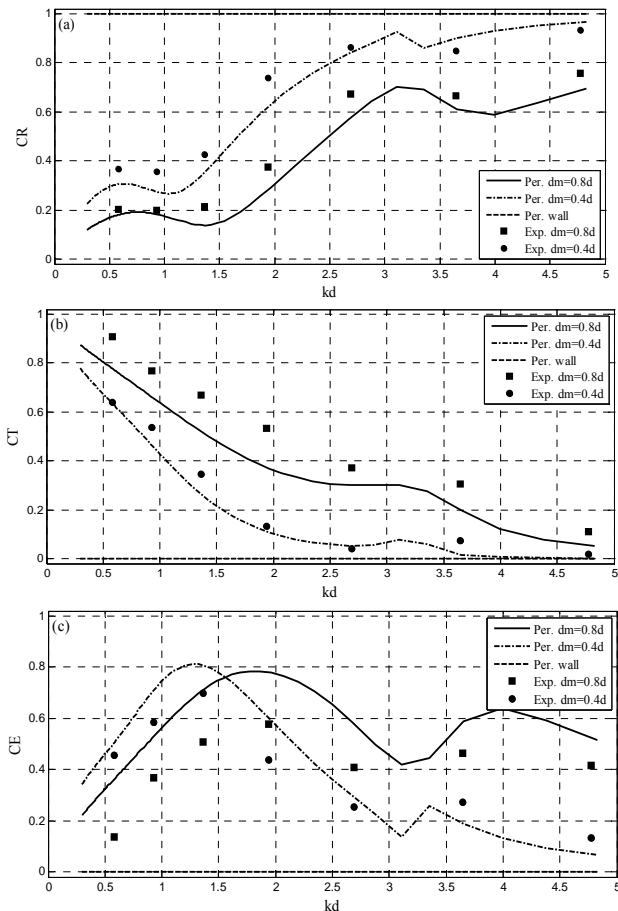 (a)
1
0.8
0.6
0.4
0.2
0
CR
0 0.5 1 1.5 2 2.5 3 3.5 4 4.5 5
kd
Per. dm=0.8d
Per. dm=0.4d
Per. wall
Exp. dm=0.8d
Exp. dm=0.4d
(b)
1
0.8
0.6
0.4
0.2
0
CT
0 0.5 1 1.5 2 2.5 3 3.5 4 4.5 5
kd
Per. dm=0.8d
Per. dm=0.4d
Per. wall
Exp. dm=0.8d
Exp. dm=0.4d
(c)
1
0.8
0.6
0.4
0.2
0
CE
0 0.5 1 1.5 2 2.5 3 3.5 4 4.5 5
kd
Per. dm=0.8d
Per. dm=0.4d
Per. wall
Exp. dm=0.8d
Exp. dm=0.4d